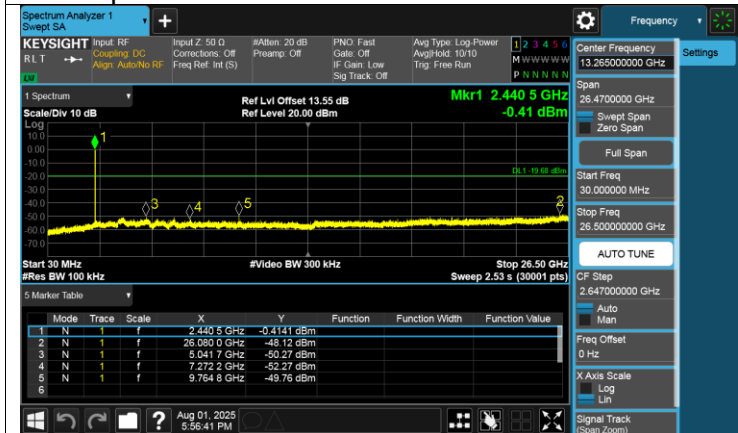 Spectrum Analyzer 1
Swept SA
Frequency
KEYSIGHT
RLT
LXI
Input: RF
Coupling: DC
Align: Auto/No RF
Input Z: 50 Ω
Corrections: Off
Freq Ref: Int (S)
#Atten: 20 dB
Preamp: Off
PNO: Fast
Gate: Off
IF Gain: Low
Sig Track: Off
Avg Type: Log-Power
Avg|Hold: 10/10
Trig: Free Run
1 2 3 4 5 6
M W W W W W
P N N N N N
1 Spectrum
Scale/Div 10 dB
Ref Lvl Offset 13.55 dB
Ref Level 20.00 dBm
Mkr1 2.440 5 GHz
-0.41 dBm
Log
10.0
0.00
-10.0
-20.0
-30.0
-40.0
-50.0
-60.0
-70.0
1
3
4
5
2
DL1 -19.68 dBm
Start 30 MHz
#Res BW 100 kHz
#Video BW 300 kHz
Stop 26.50 GHz
Sweep 2.53 s (30001 pts)
5 Marker Table
Mode Trace Scale X Y Function Function Width Function Value
1 N 1 f 2.440 5 GHz -0.4141 dBm
2 N 1 f 26.080 0 GHz -48.12 dBm
3 N 1 f 5.041 7 GHz -50.27 dBm
4 N 1 f 7.272 2 GHz -52.27 dBm
5 N 1 f 9.764 8 GHz -49.76 dBm
6
Aug 01, 2025
5:56:41 PM
?
Center Frequency
13.265000000 GHz
Settings
Span
26.4700000 GHz
Swept Span
Zero Span
Full Span
Start Freq
30.000000 MHz
Stop Freq
26.500000000 GHz
AUTO TUNE
CF Step
2.647000000 GHz
Auto
Man
Freq Offset
0 Hz
X Axis Scale
Log
Lin
Signal Track
(Span Zoom)